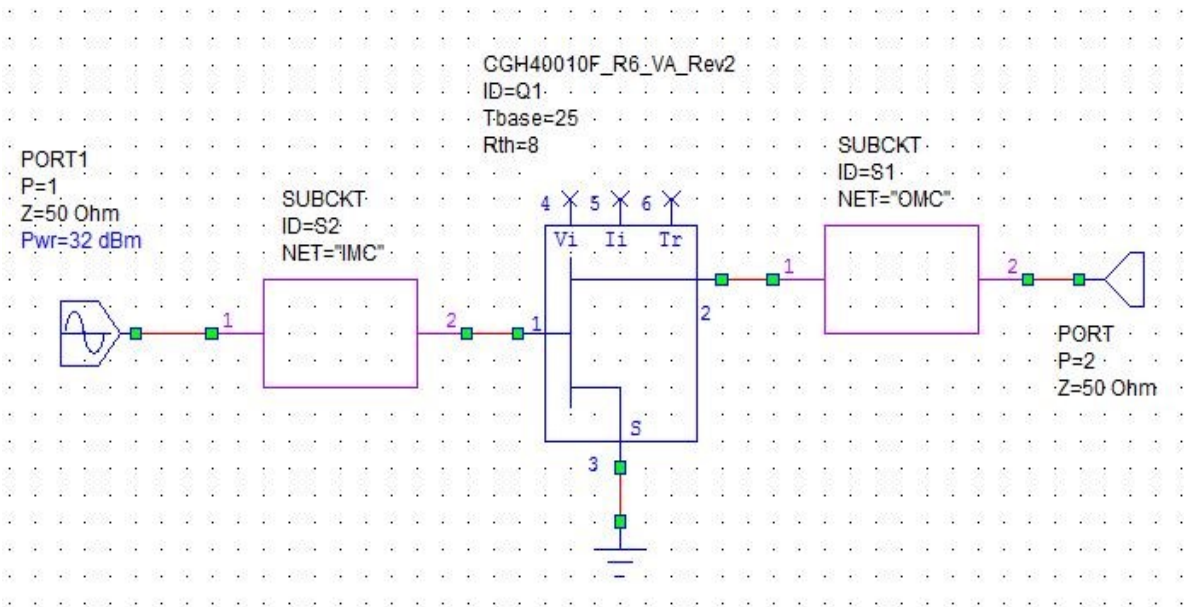 CGH40010F_R6_VA_Rev2
ID=Q1
Tbase=25
Rth=8
PORT1
P=1
Z=50 Ohm
Pwr=32 dBm
SUBCKT
ID=S2
NET="IMC"
SUBCKT
ID=S1
NET="OMC"
4 5 6
Vi Ii Tr
1
2
1
2
1
2
S
3
PORT
P=2
Z=50 Ohm